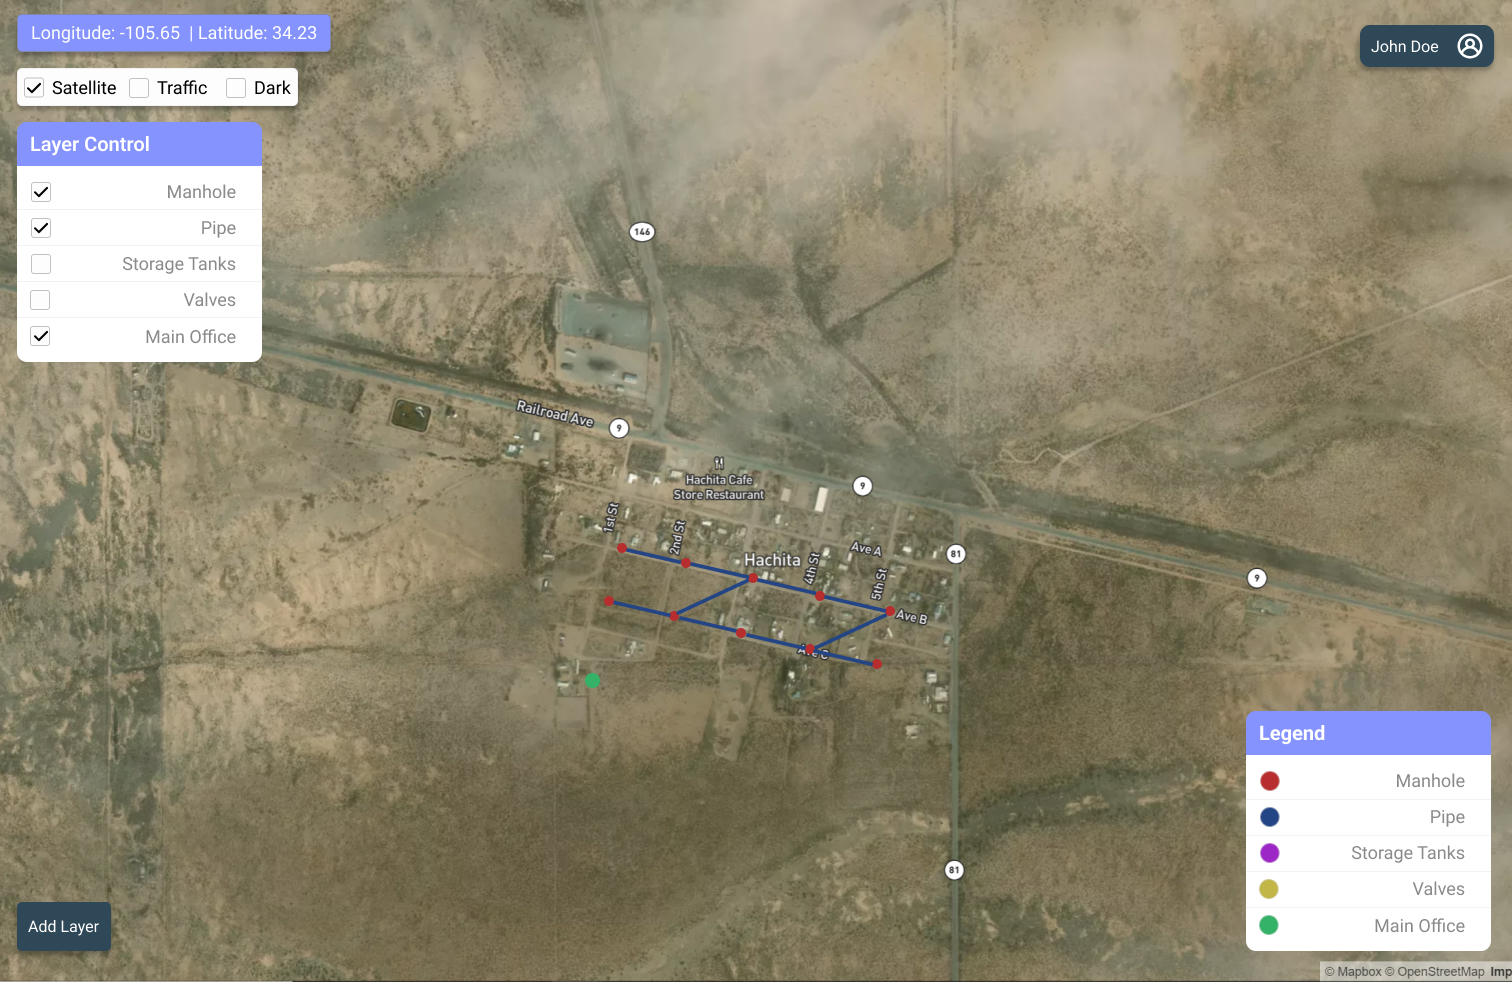 Longitude: -105.65 | Latitude: 34.23
John Doe
Satellite Traffic Dark
Layer Control
Manhole
Pipe
Storage Tanks
Valves
Main Office
146
Railroad Ave
9
Hachita Cafe
Store Restaurant
9
1st St
2nd St
Hachita
4th St
Ave A
5th St
81
9
Ave B
Ave C
Legend
Manhole
Pipe
Storage Tanks
Valves
Main Office
81
Add Layer
© Mapbox © OpenStreetMap Imp